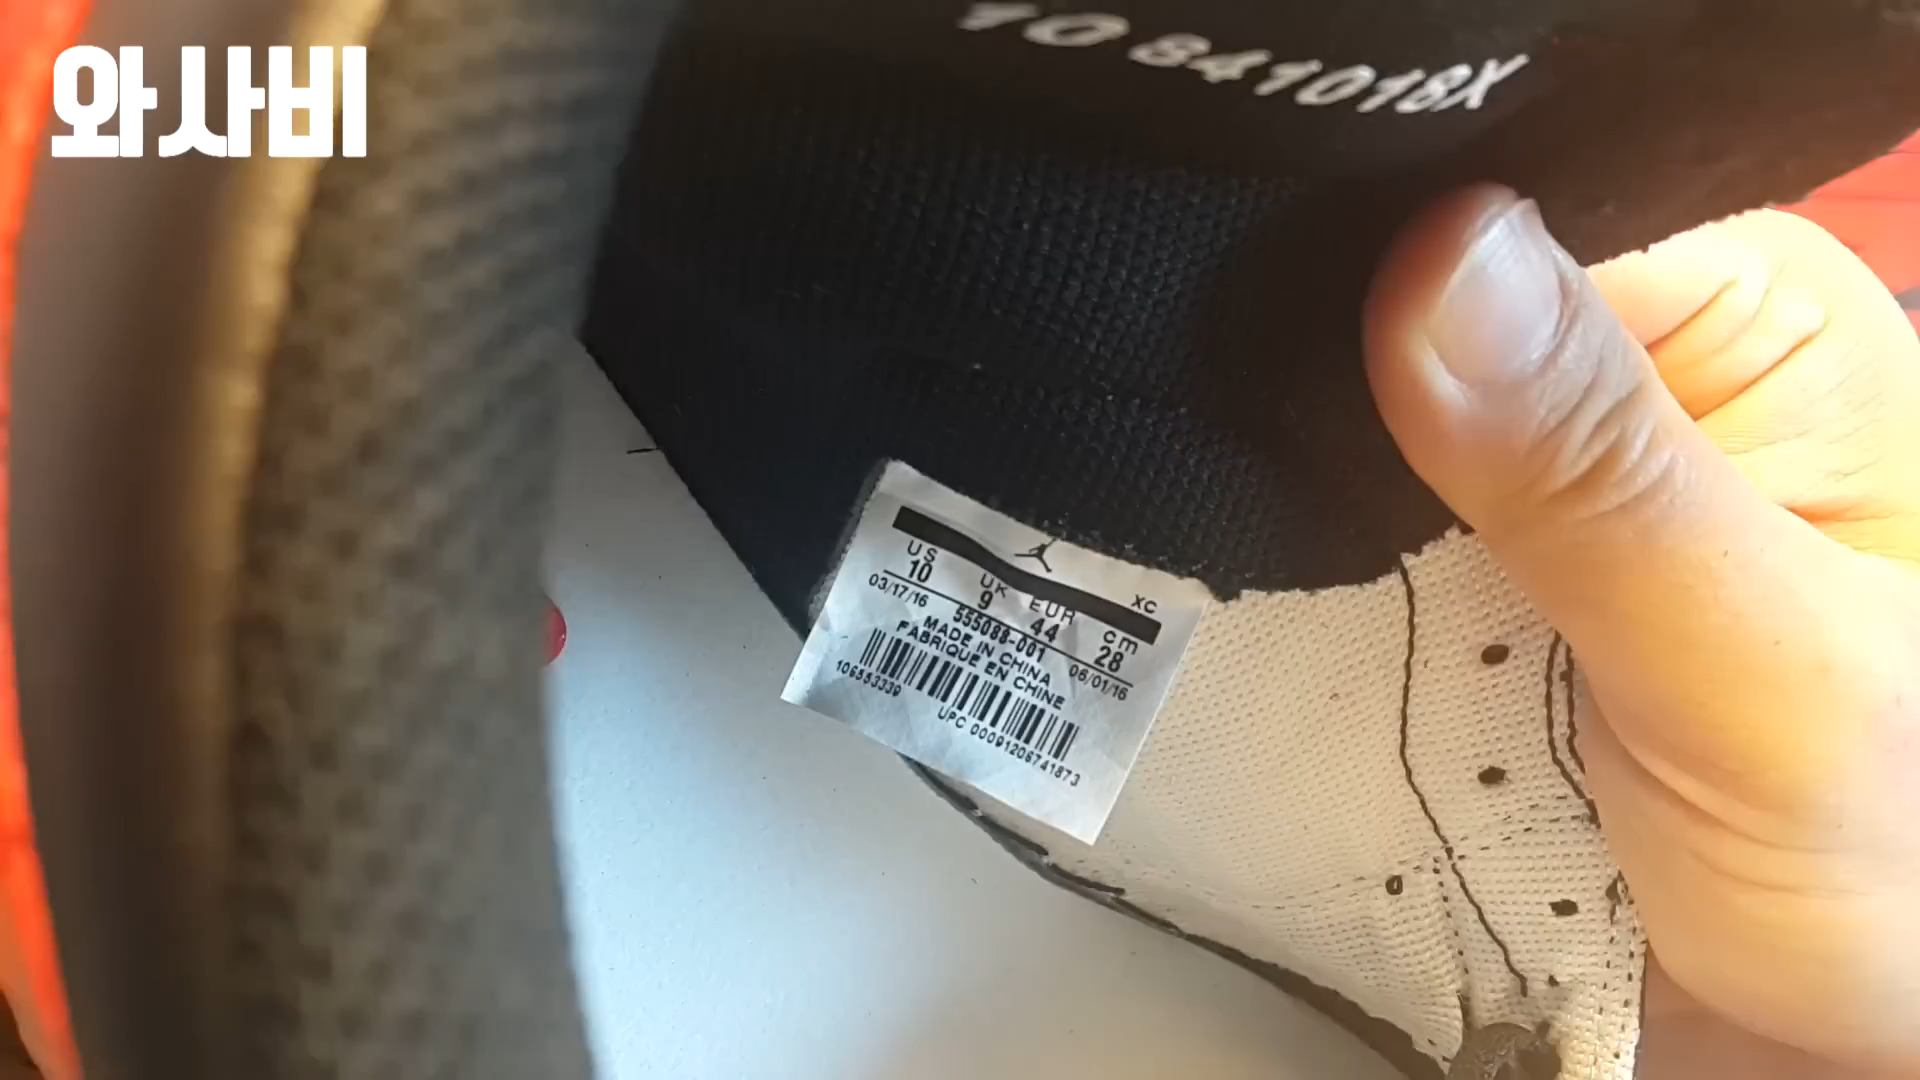 와사비
10 841018X
XC
US UK EUR cm
10 9 44 28
03/17/16 555088-001 06/01/16
MADE IN CHINA
FABRIQUE EN CHINE
106553339
UPC 00091206741873